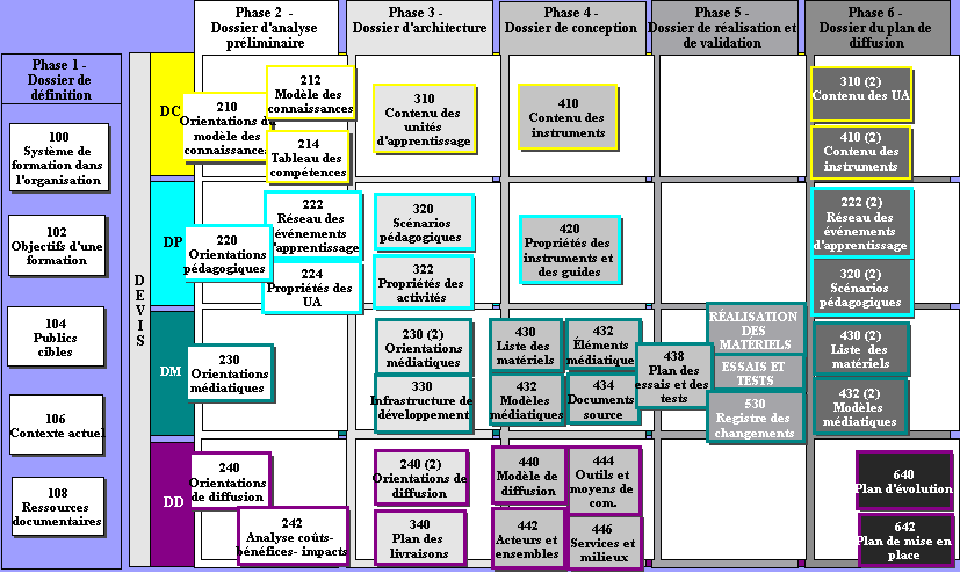 Phase 1 -
Dossier de
définition
100
Système de
formation dans
l'organisation
102
Objectifs d'une
formation
104
Publics
cibles
106
Contexte actuel
108
Ressources
documentaires
DEVIS
Phase 2 -
Dossier d'analyse
préliminaire
Phase 3 -
Dossier d'architecture
Phase 4 -
Dossier de conception
Phase 5 -
Dossier de réalisation et
de validation
Phase 6 -
Dossier du plan de
diffusion
DC
210
Orientations du
modèle des
connaissances
212
Modèle des
connaissances
214
Tableau des
compétences
310
Contenu des
unités
d'apprentissage
410
Contenu des
instruments
310 (2)
Contenu des UA
410 (2)
Contenu des
instruments
DP
220
Orientations
pédagogiques
222
Réseau des
événements
d'apprentissage
224
Propriétés des
UA
320
Scénarios
pédagogiques
322
Propriétés des
activités
420
Propriétés des
instruments et
des guides
222 (2)
Réseau des
événements
d'apprentissage
320 (2)
Scénarios
pédagogiques
DM
230
Orientations
médiatiques
230 (2)
Orientations
médiatiques
330
Infrastructure de
développement
430
Liste des
matériels
432
Éléments
médiatique
432
Modèles
médiatiques
434
Documents
source
438
Plan des
essais et des
tests
RÉALISATION
DES
MATÉRIELS
ESSAIS ET
TESTS
530
Registre des
changements
430 (2)
Liste des
matériels
432 (2)
Modèles
médiatiques
DD
240
Orientations
de diffusion
242
Analyse coûts-
bénéfices- impacts
240 (2)
Orientations de
diffusion
340
Plan des
livraisons
440
Modèle de
diffusion
444
Outils et
moyens de
com.
442
Acteurs et
ensembles
446
Services et
milieux
640
Plan d'évolution
642
Plan de mise en
place